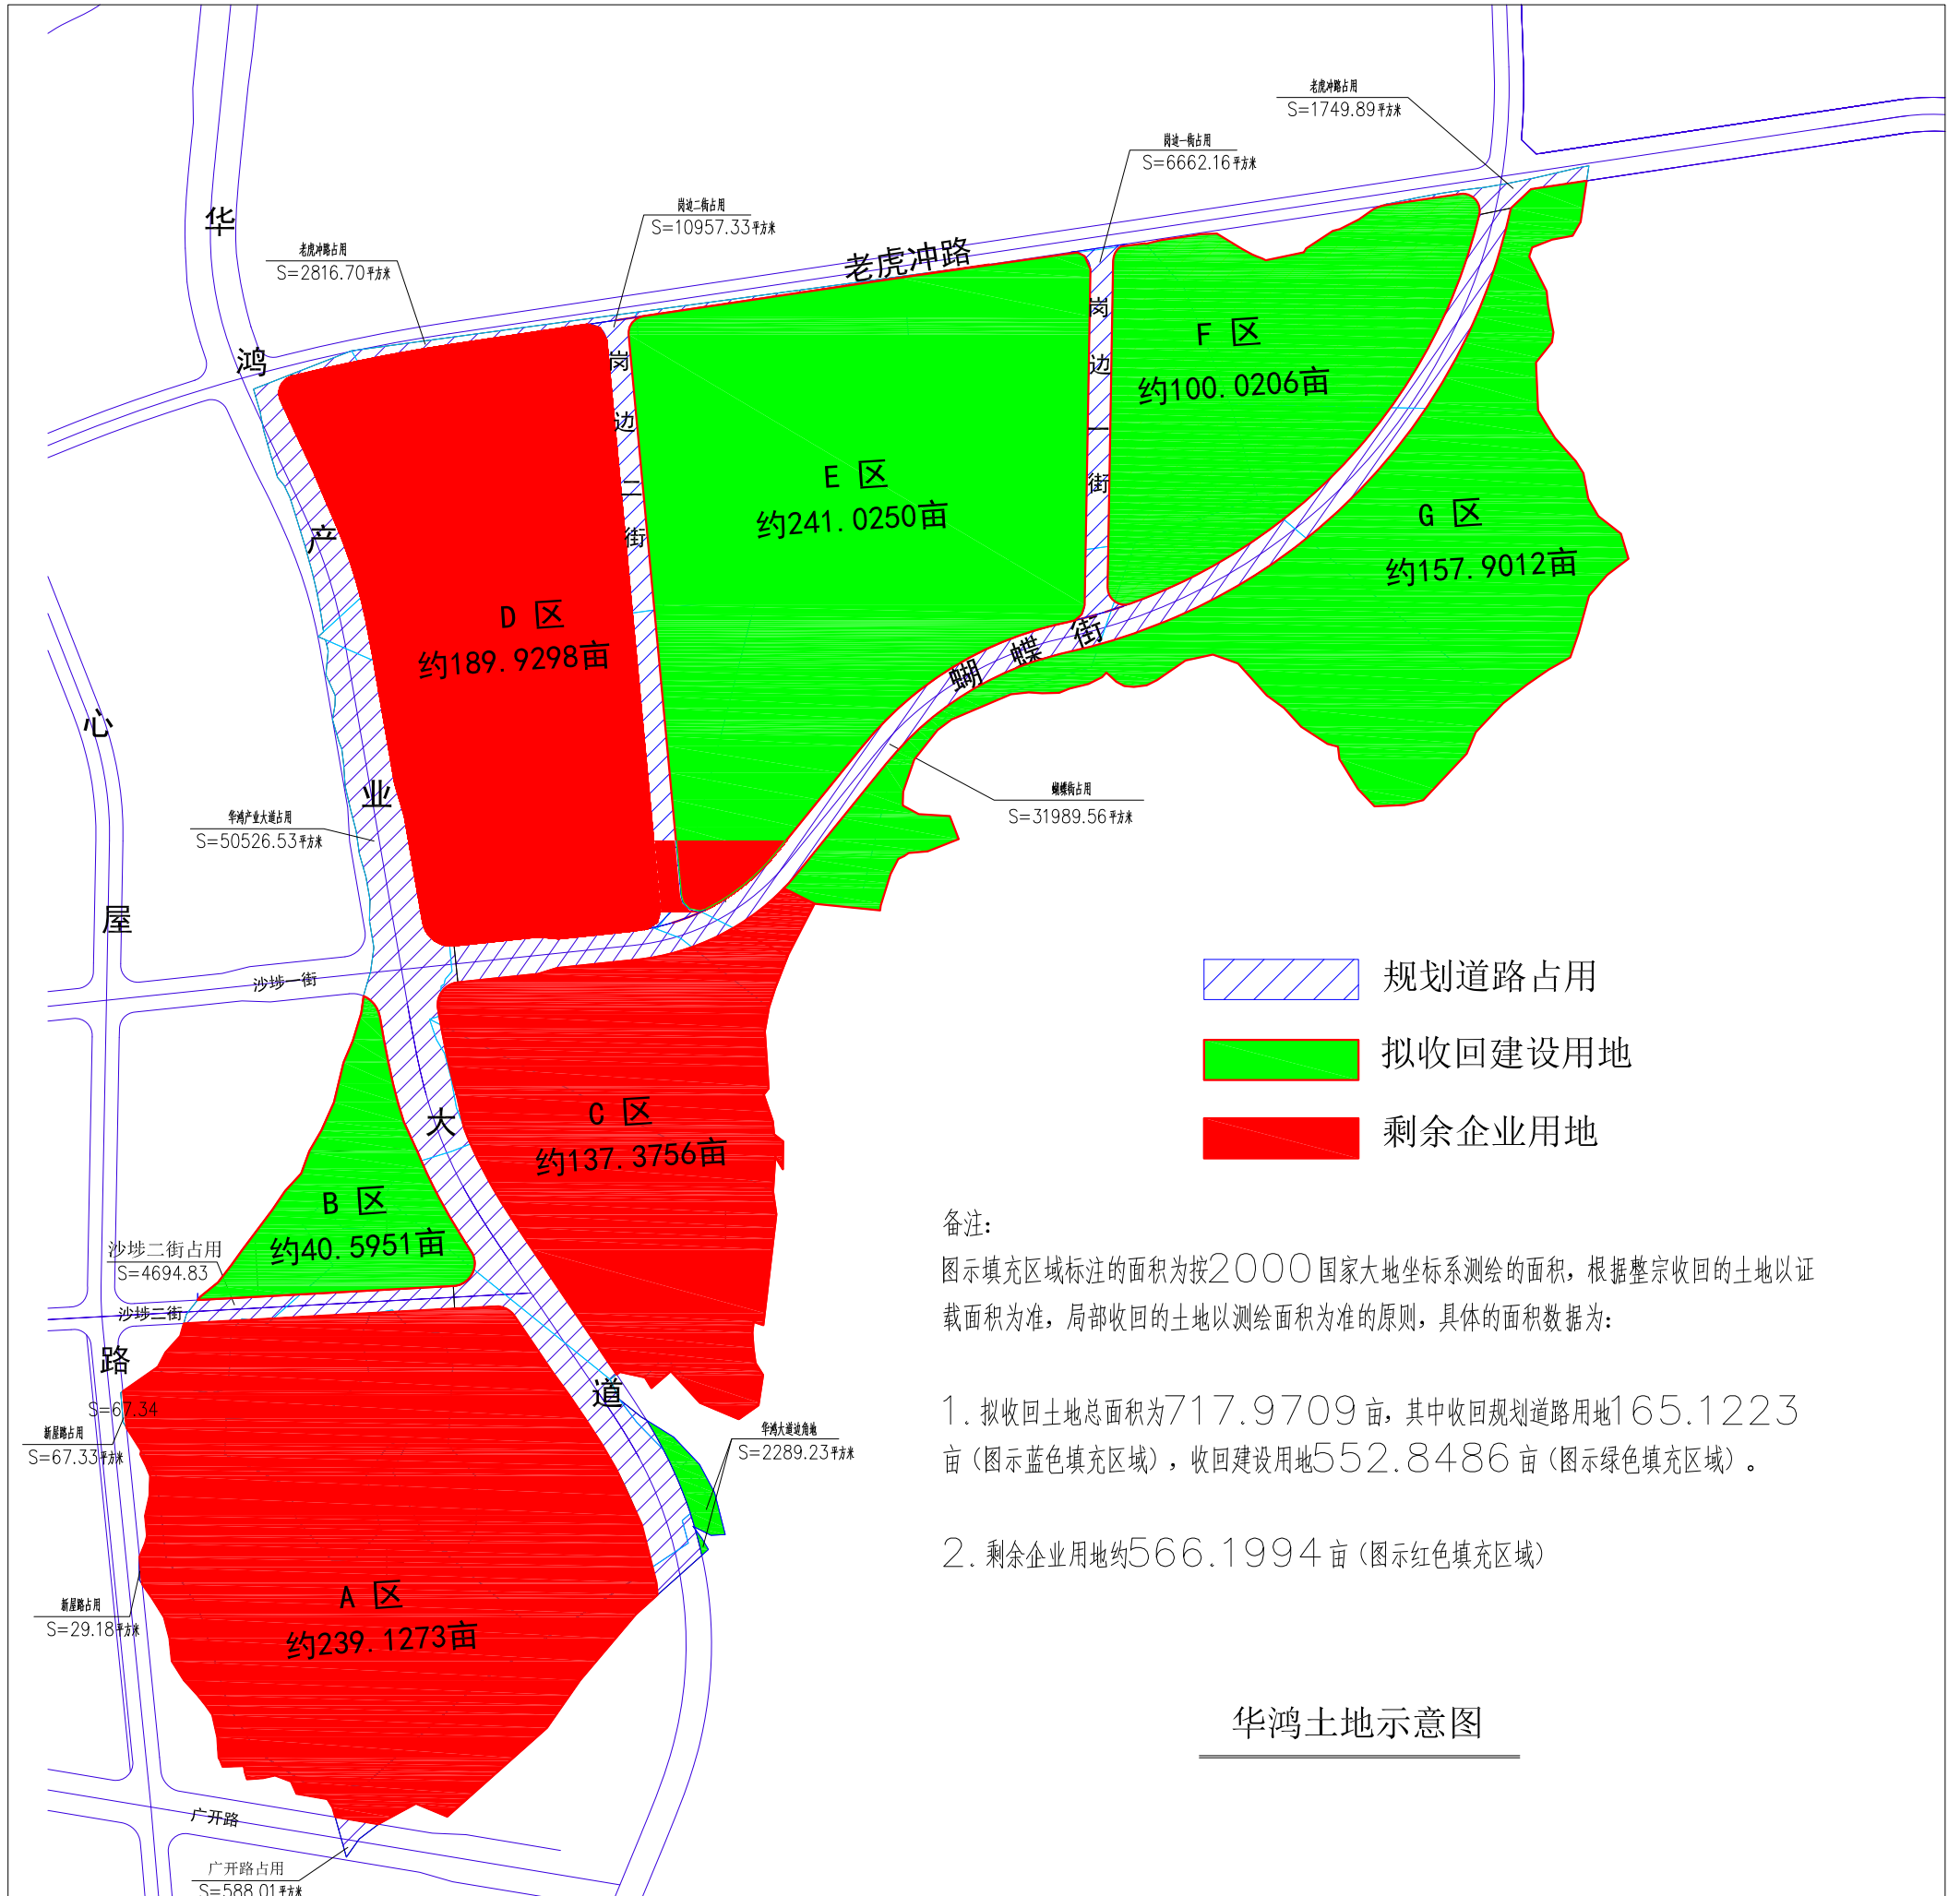 老虎冲路占用
S=1749.89平方米
岗边一街占用
S=6662.16平方米
岗边二街占用
S=10957.33平方米
老虎冲路占用
S=2816.70平方米
老虎冲路
华
鸿
产
业
大
道
岗
边
二
街
岗
边
一
街
F 区
约100.0206亩
E 区
约241.0250亩
G 区
约157.9012亩
D 区
约189.9298亩
蝴
蝶
街
心
屋
路
蝴蝶街占用
S=31989.56平方米
华鸿产业大道占用
S=50526.53平方米
沙埗一街
规划道路占用
拟收回建设用地
剩余企业用地
C 区
约137.3756亩
B 区
约40.5951亩
沙埗二街占用
S=4694.83
沙埗二街
备注：
图示填充区域标注的面积为按2000国家大地坐标系测绘的面积，根据整宗收回的土地以证
载面积为准，局部收回的土地以测绘面积为准的原则，具体的面积数据为：
1. 拟收回土地总面积为717.9709亩，其中收回规划道路用地165.1223
亩（图示蓝色填充区域），收回建设用地552.8486亩（图示绿色填充区域）。
2. 剩余企业用地约566.1994亩（图示红色填充区域）
S=67.34
新屋路占用
S=67.33平方米
华鸿大道边角地
S=2289.23平方米
新屋路占用
S=29.18平方米
A 区
约239.1273亩
华鸿土地示意图
广开路
广开路占用
S=588.01平方米